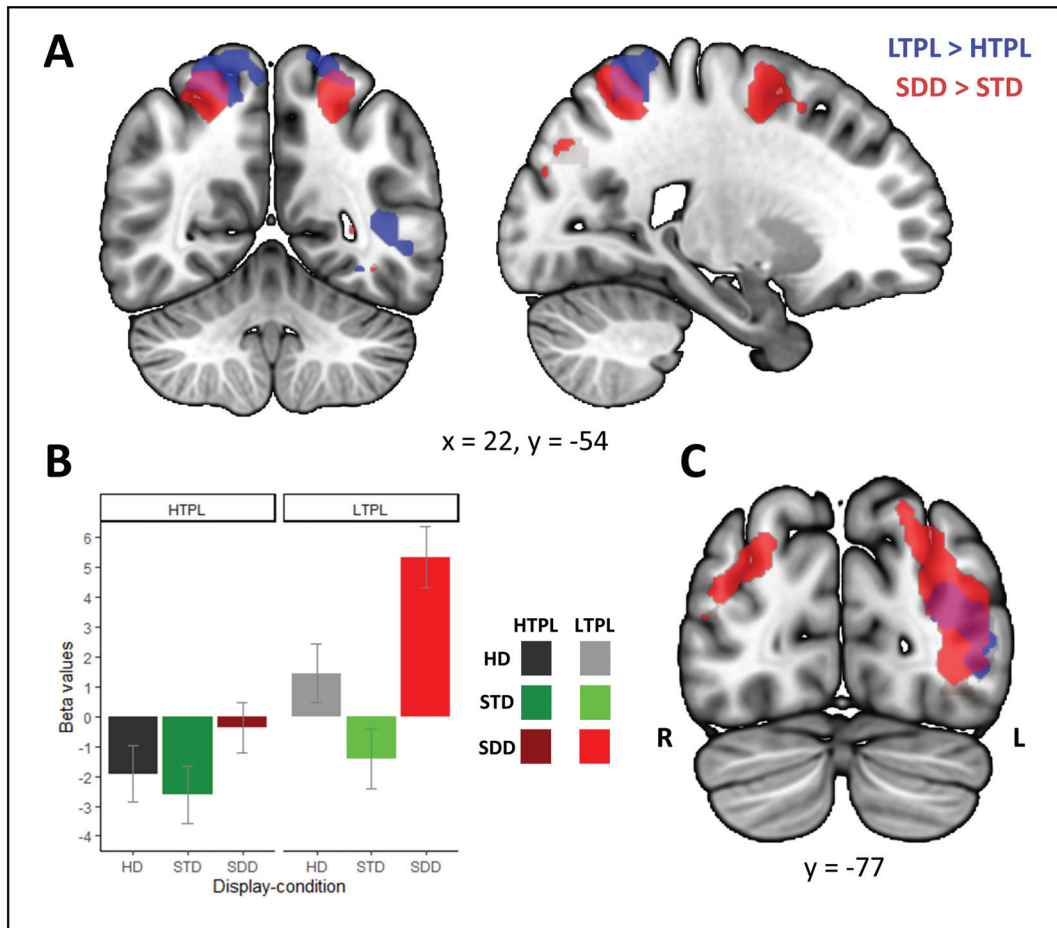 A
LTPL > HTPL
SDD > STD
x = 22, y = -54
B
HTPL LTPL
6
5
4
3
2
1
0
-1
-2
-3
-4
Beta values
HD STD SDD HD STD SDD
Display-condition
HTPL LTPL
HD
STD
SDD
C
R L
y = -77